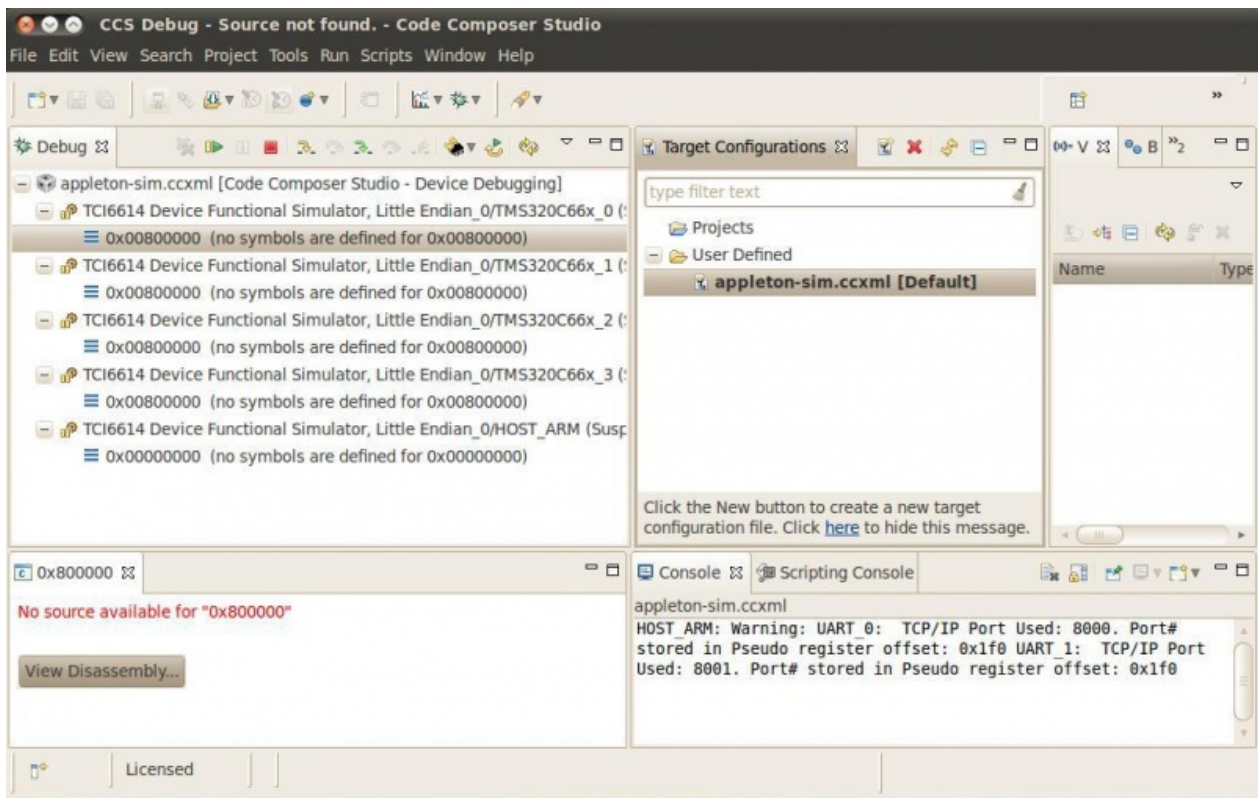 CCS Debug - Source not found. - Code Composer Studio
File Edit View Search Project Tools Run Scripts Window Help
Debug
appleton-sim.ccxml [Code Composer Studio - Device Debugging]
TCI6614 Device Functional Simulator, Little Endian_0/TMS320C66x_0 (
0x00800000 (no symbols are defined for 0x00800000)
TCI6614 Device Functional Simulator, Little Endian_0/TMS320C66x_1 (
0x00800000 (no symbols are defined for 0x00800000)
TCI6614 Device Functional Simulator, Little Endian_0/TMS320C66x_2 (
0x00800000 (no symbols are defined for 0x00800000)
TCI6614 Device Functional Simulator, Little Endian_0/TMS320C66x_3 (
0x00800000 (no symbols are defined for 0x00800000)
TCI6614 Device Functional Simulator, Little Endian_0/HOST_ARM (Susp
0x00000000 (no symbols are defined for 0x00000000)
Target Configurations
type filter text
Projects
User Defined
appleton-sim.ccxml [Default]
Click the New button to create a new target
configuration file. Click here to hide this message.
(x)= V B »2
Name Type
0x800000
No source available for "0x800000"
View Disassembly...
Console Scripting Console
appleton-sim.ccxml
HOST_ARM: Warning: UART_0: TCP/IP Port Used: 8000. Port#
stored in Pseudo register offset: 0x1f0 UART_1: TCP/IP Port
Used: 8001. Port# stored in Pseudo register offset: 0x1f0
Licensed